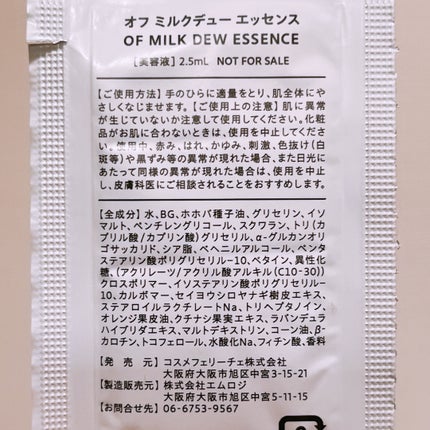 オフ ミルクデュー エッセンス
OF MILK DEW ESSENCE
[美容液] 2.5mL NOT FOR SALE
【ご使用方法】手のひらに適量をとり、肌全体にや
さしくなじませます。【ご使用上の注意】肌に異常
が生じていないか注意して使用してください。化粧
品がお肌に合わないときは、使用を中止してくださ
い。使用中、赤み、はれ、かゆみ、刺激、色抜け(白
斑等)や黒ずみ等の異常が現れた場合、また日光に
あたって同様の異常が現れた場合は、使用を中止
し、皮膚科医にご相談されることをおすすめします。
【全成分】水、BG、ホホバ種子油、グリセリン、イソ
マルト、ペンチレングリコール、スクワラン、トリ(カ
プリル酸/カプリン酸)グリセリル、α-グルカンオリ
ゴサッカリド、シア脂、ベヘニルアルコール、ペンタ
ステアリン酸ポリグリセリル-10、ベタイン、異性化
糖、(アクリレーツ/アクリル酸アルキル(C10-30))
クロスポリマー、イソステアリン酸ポリグリセリル-
10、カルボマー、セイヨウシロヤナギ樹皮エキス、
ステアロイルラクチレートNa、トリヘプタノイン、
オレンジ果皮油、クチナシ果実エキス、ラバンデュラ
ハイブリダエキス、マルトデキストリン、コーン油、β-
カロチン、トコフェロール、水酸化Na、フィチン酸、香料
発売元 コスメフェリーチェ株式会社
大阪府大阪市旭区中宮3-15-21
[製造販売元] 株式会社エムロジ
大阪府大阪市旭区中宮5-11-15
[お問合せ先] 06-6753-9567